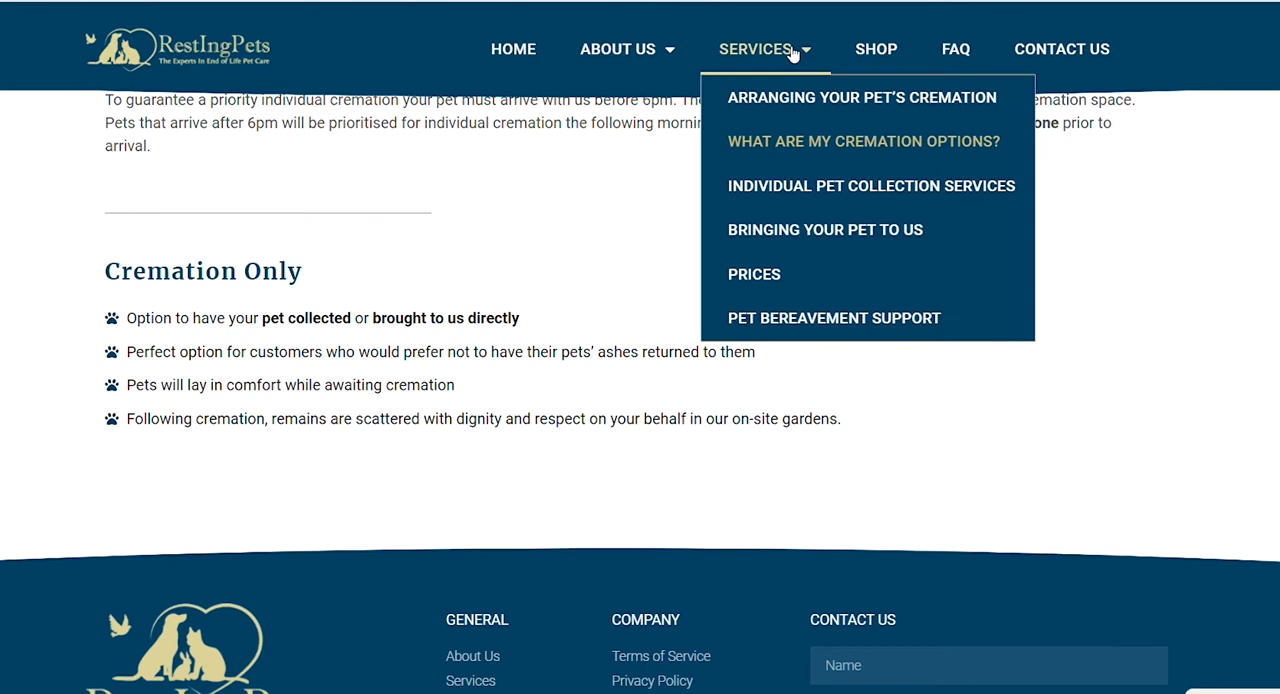 RestIngPets
The Experts In End of Life Pet Care
HOME
ABOUT US
SERVICES
SHOP
FAQ
CONTACT US
ARRANGING YOUR PET'S CREMATION
WHAT ARE MY CREMATION OPTIONS?
INDIVIDUAL PET COLLECTION SERVICES
BRINGING YOUR PET TO US
PRICES
PET BEREAVEMENT SUPPORT
To guarantee a priority individual cremation your pet must arrive with us before 6pm. emation space.
Pets that arrive after 6pm will be prioritised for individual cremation the following mornin one prior to
arrival.
Cremation Only
Option to have your pet collected or brought to us directly
Perfect option for customers who would prefer not to have their pets' ashes returned to them
Pets will lay in comfort while awaiting cremation
Following cremation, remains are scattered with dignity and respect on your behalf in our on-site gardens.
GENERAL
About Us
Services
COMPANY
Terms of Service
Privacy Policy
CONTACT US
Name